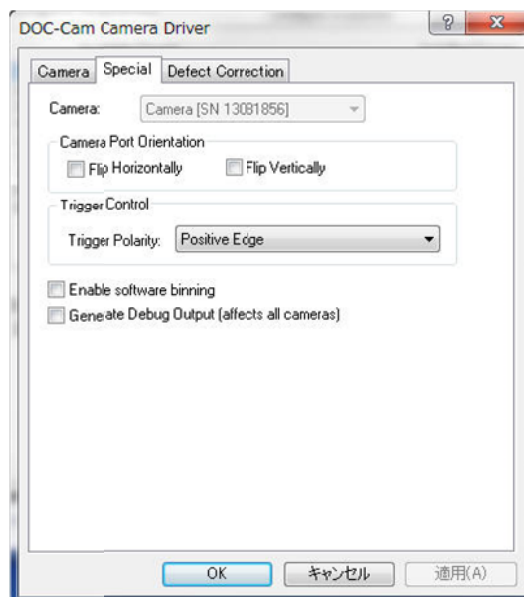 DOC-Cam Camera Driver
Camera Special Defect Correction
Camera: Camera [SN 13081856]
Camera Port Orientation
Flip Horizontally Flip Vertically
Trigger Control
Trigger Polarity: Positive Edge
Enable software binning
Generate Debug Output (affects all cameras)
OK キャンセル 適用(A)